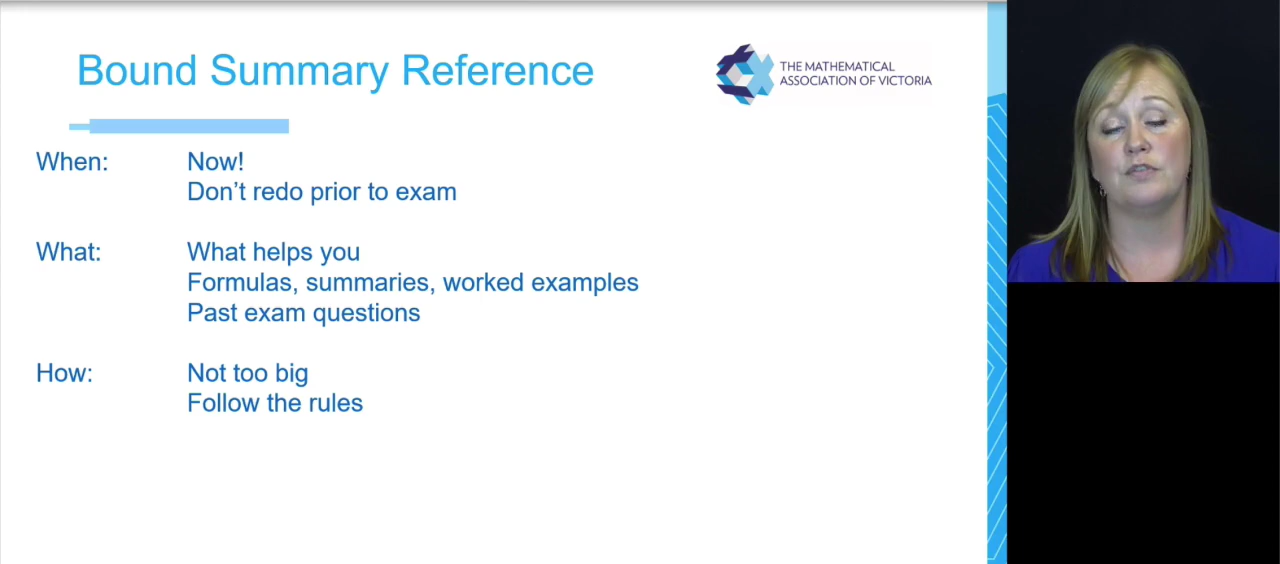 Bound Summary Reference
THE MATHEMATICAL
ASSOCIATION OF VICTORIA
When: Now!
Don't redo prior to exam
What: What helps you
Formulas, summaries, worked examples
Past exam questions
How: Not too big
Follow the rules